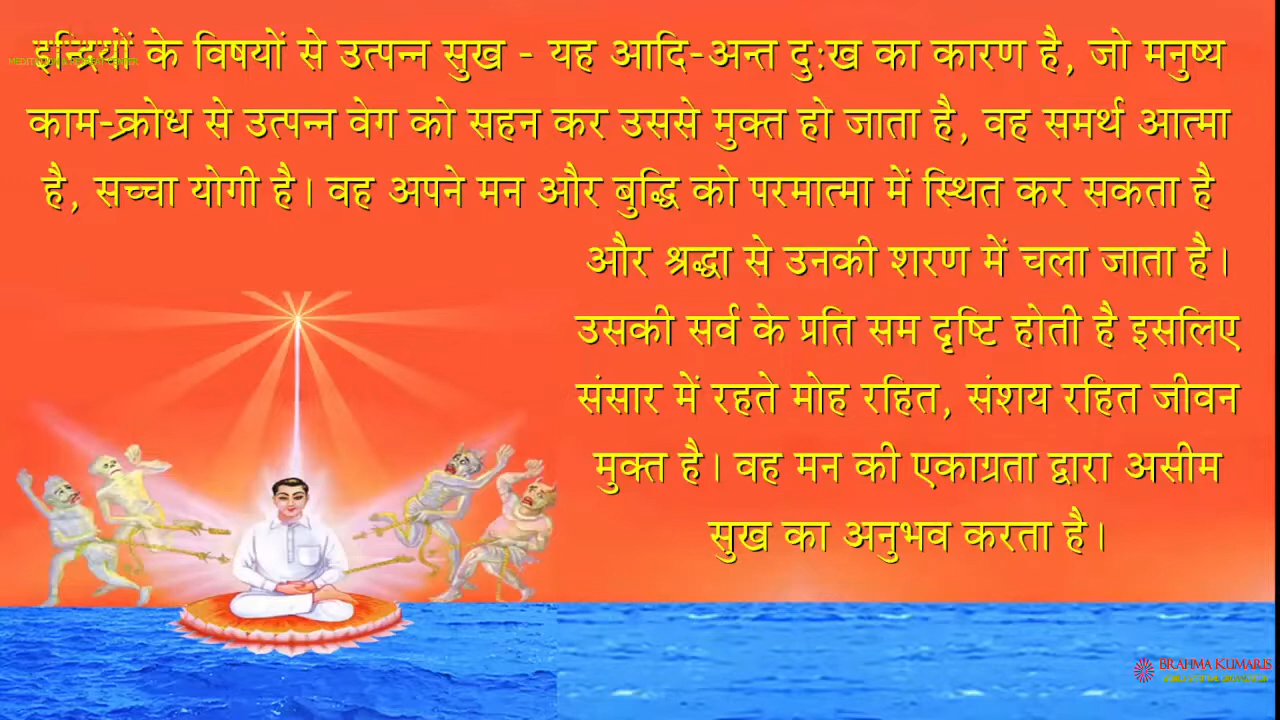 इन्द्रियों के विषयों से उत्पन्न सुख - यह आदि-अन्त दु:ख का कारण है, जो मनुष्य
काम-क्रोध से उत्पन्न वेग को सहन कर उससे मुक्त हो जाता है, वह समर्थ आत्मा
है, सच्चा योगी है। वह अपने मन और बुद्धि को परमात्मा में स्थित कर सकता है
और श्रद्धा से उनकी शरण में चला जाता है।
उसकी सर्व के प्रति सम दृष्टि होती है इसलिए
संसार में रहते मोह रहित, संशय रहित जीवन
मुक्त है। वह मन की एकाग्रता द्वारा असीम
सुख का अनुभव करता है।
BRAHMA KUMARIS